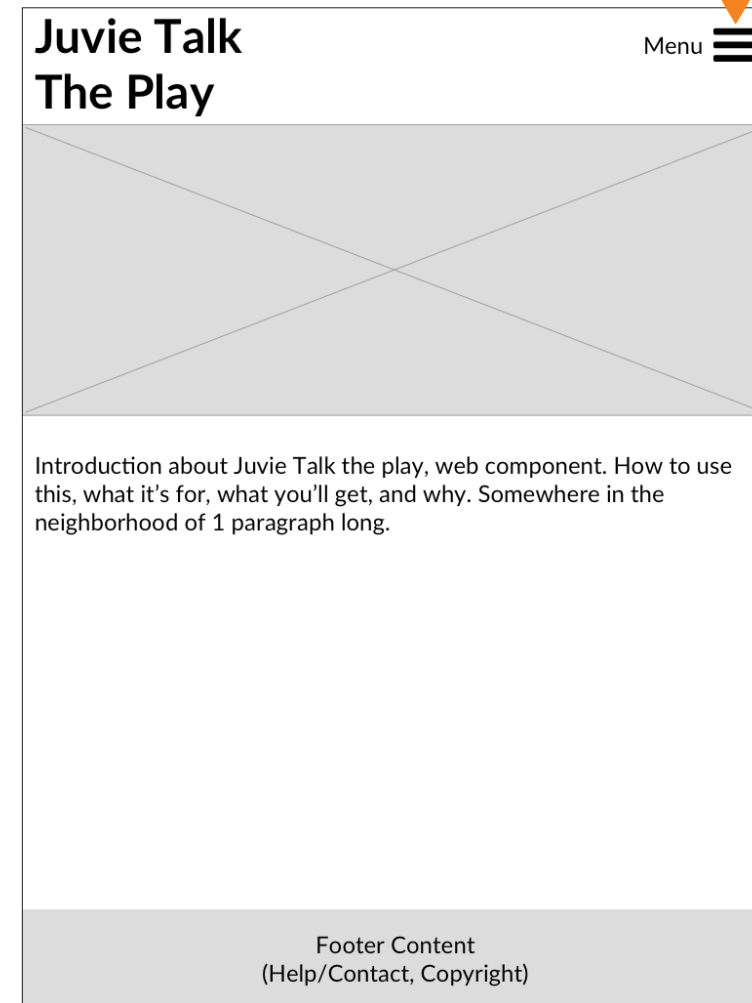 Juvie Talk
The Play
Menu
Introduction about Juvie Talk the play, web component. How to use
this, what it’s for, what you’ll get, and why. Somewhere in the
neighborhood of 1 paragraph long.
Footer Content
(Help/Contact, Copyright)